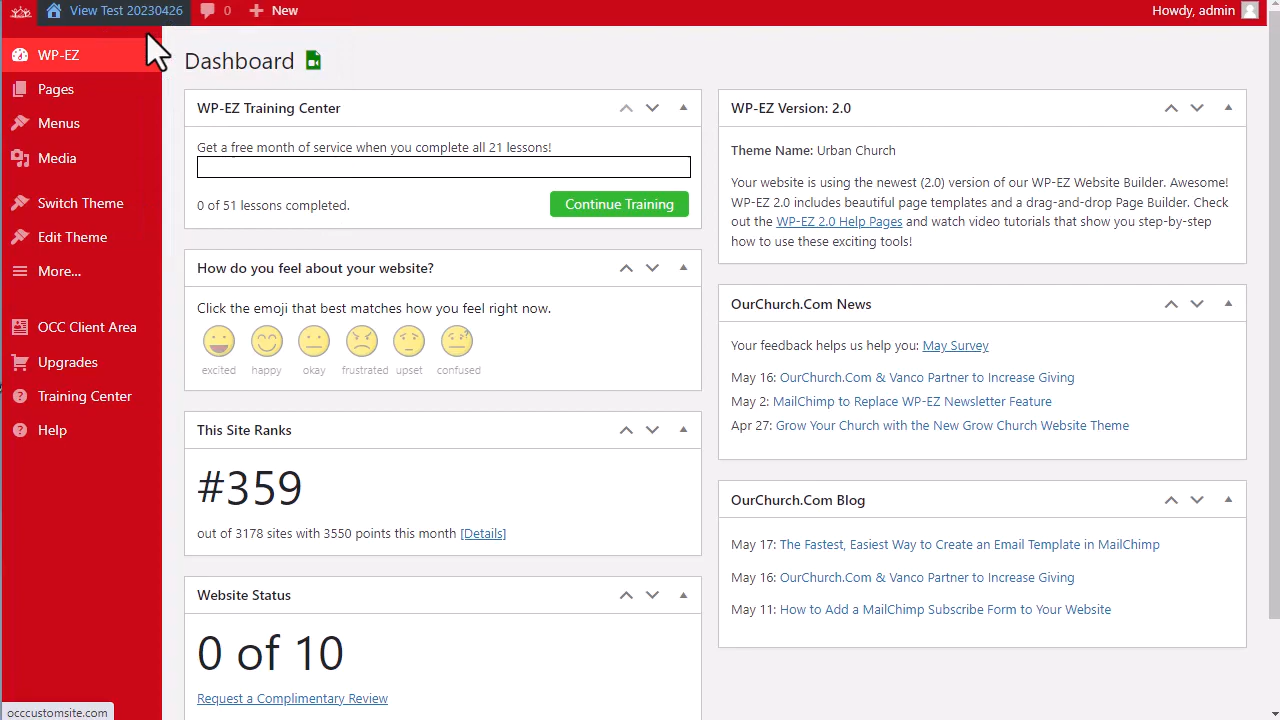 View Test 20230426
0
New
Howdy, admin
WP-EZ
Pages
Menus
Media
Switch Theme
Edit Theme
More...
OCC Client Area
Upgrades
Training Center
Help
Dashboard
WP-EZ Training Center
Get a free month of service when you complete all 21 lessons!
0 of 51 lessons completed.
Continue Training
How do you feel about your website?
Click the emoji that best matches how you feel right now.
excited happy okay frustrated upset confused
This Site Ranks
#359
out of 3178 sites with 3550 points this month [Details]
Website Status
0 of 10
Request a Complimentary Review
WP-EZ Version: 2.0
Theme Name: Urban Church
Your website is using the newest (2.0) version of our WP-EZ Website Builder. Awesome!
WP-EZ 2.0 includes beautiful page templates and a drag-and-drop Page Builder. Check
out the WP-EZ 2.0 Help Pages and watch video tutorials that show you step-by-step
how to use these exciting tools!
OurChurch.Com News
Your feedback helps us help you: May Survey
May 16: OurChurch.Com & Vanco Partner to Increase Giving
May 2: MailChimp to Replace WP-EZ Newsletter Feature
Apr 27: Grow Your Church with the New Grow Church Website Theme
OurChurch.Com Blog
May 17: The Fastest, Easiest Way to Create an Email Template in MailChimp
May 16: OurChurch.Com & Vanco Partner to Increase Giving
May 11: How to Add a MailChimp Subscribe Form to Your Website
occcustomsite.com